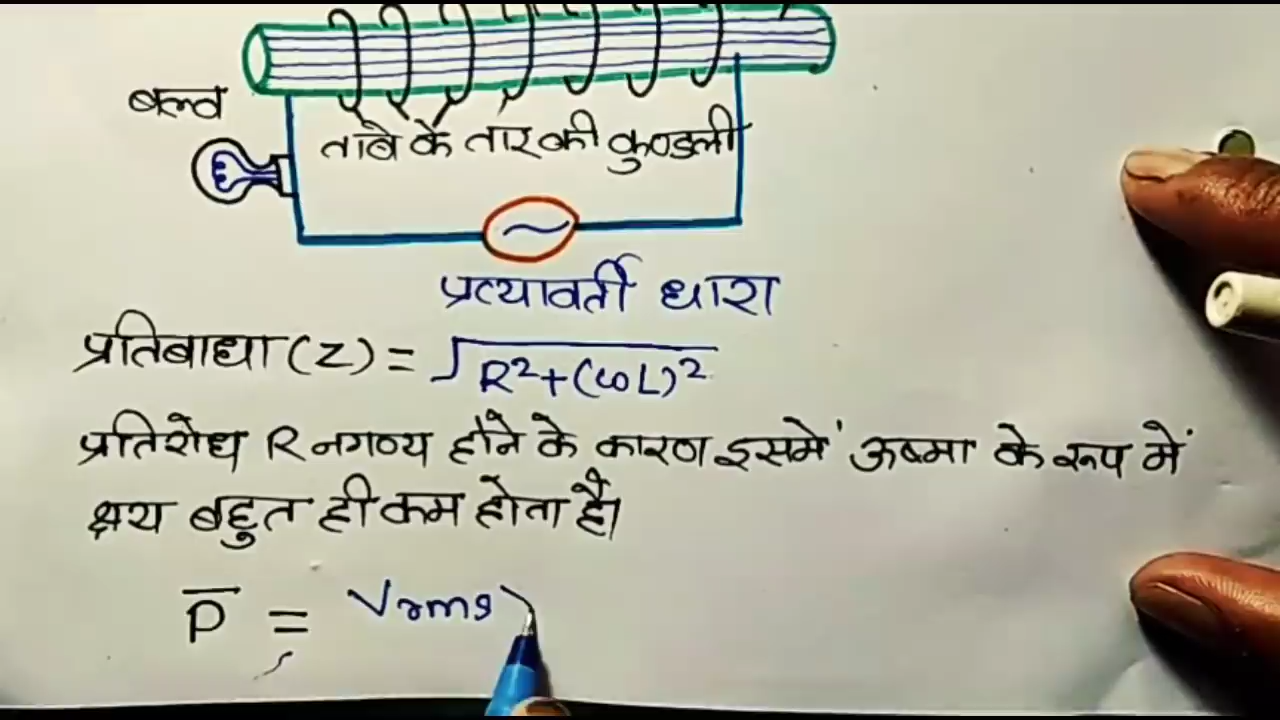 बल्व
तांबे के तार की कुण्डली
प्रत्यावर्ती धारा
प्रतिबाधा (Z) = √R²+(ωL)²
प्रतिरोध R नगण्य होने के कारण इसमें ऊष्मा के रूप में
क्षय बहुत ही कम होता है।
P̅ = Vrms